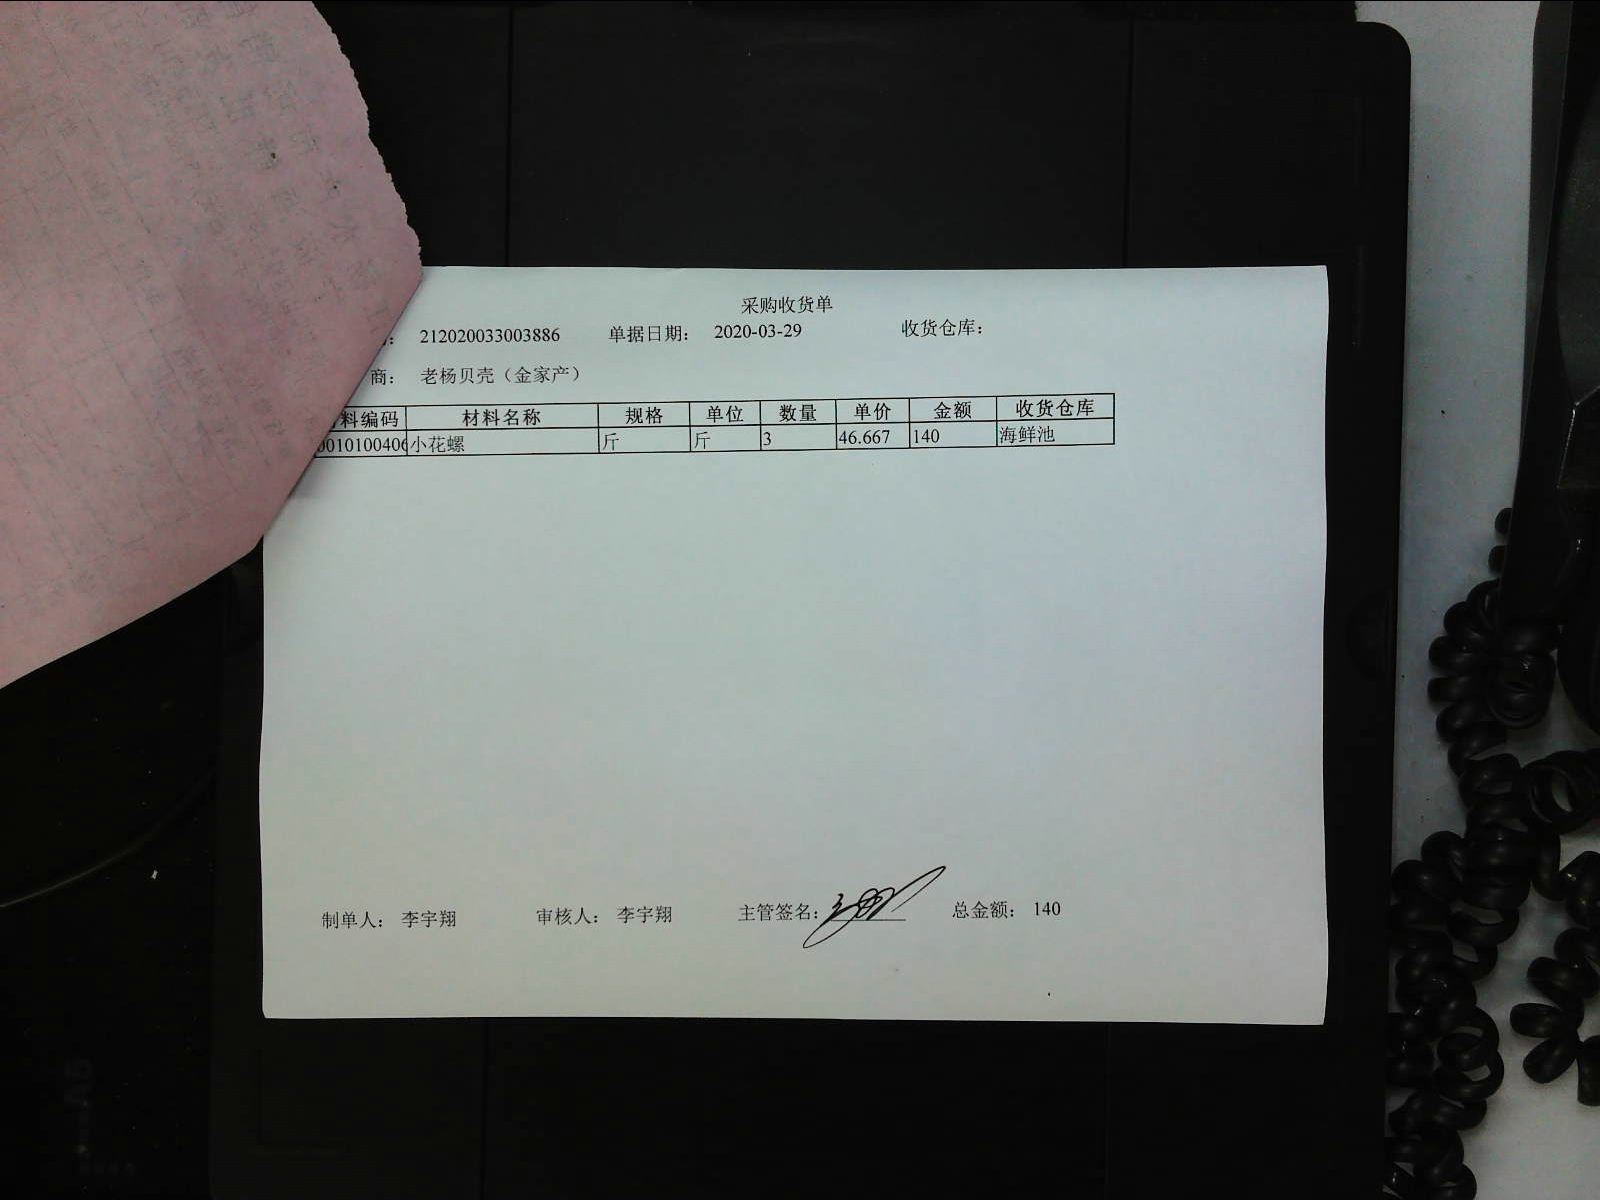 采购收货单
212020033003886 单据日期： 2020-03-29 收货仓库：
商： 老杨贝壳（金家产）
料编码 材料名称 规格 单位 数量 单价 金额 收货仓库
0010100406 小花螺 斤 斤 3 46.667 140 海鲜池
制单人： 李宇翔 审核人： 李宇翔 主管签名： 总金额： 140